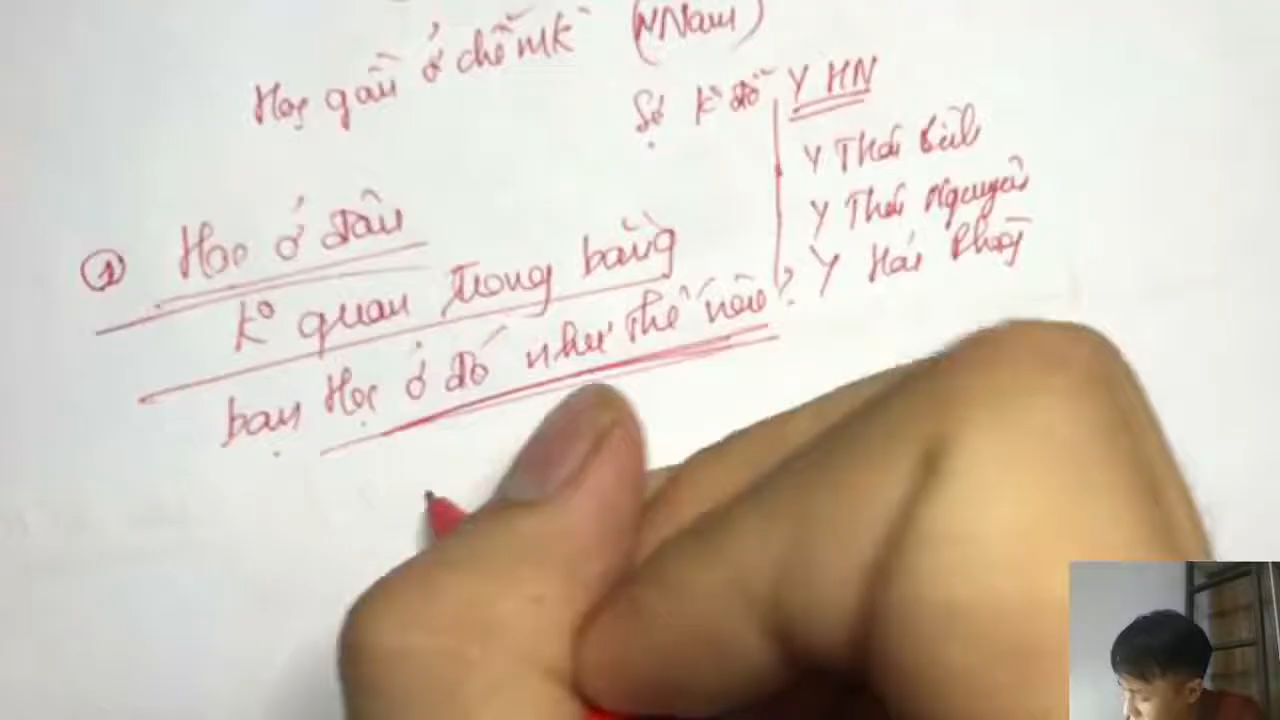 Học gần ở chỗ mk (NNam)
Sợ k đỗ Y HN
Y Thái Bình
Y Thái Nguyên
Y Hải Phòng
① Học ở đâu
K° quan trong bằng
bạn Học ở đó như thế nào?